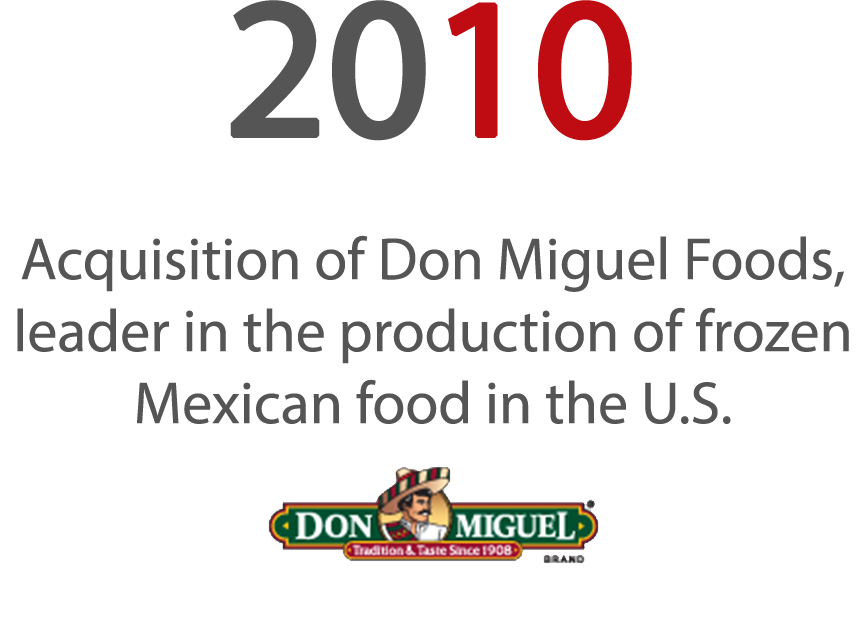 2010
Acquisition of Don Miguel Foods,
leader in the production of frozen
Mexican food in the U.S.
DON MIGUEL
Tradition & Taste Since 1908
BRAND